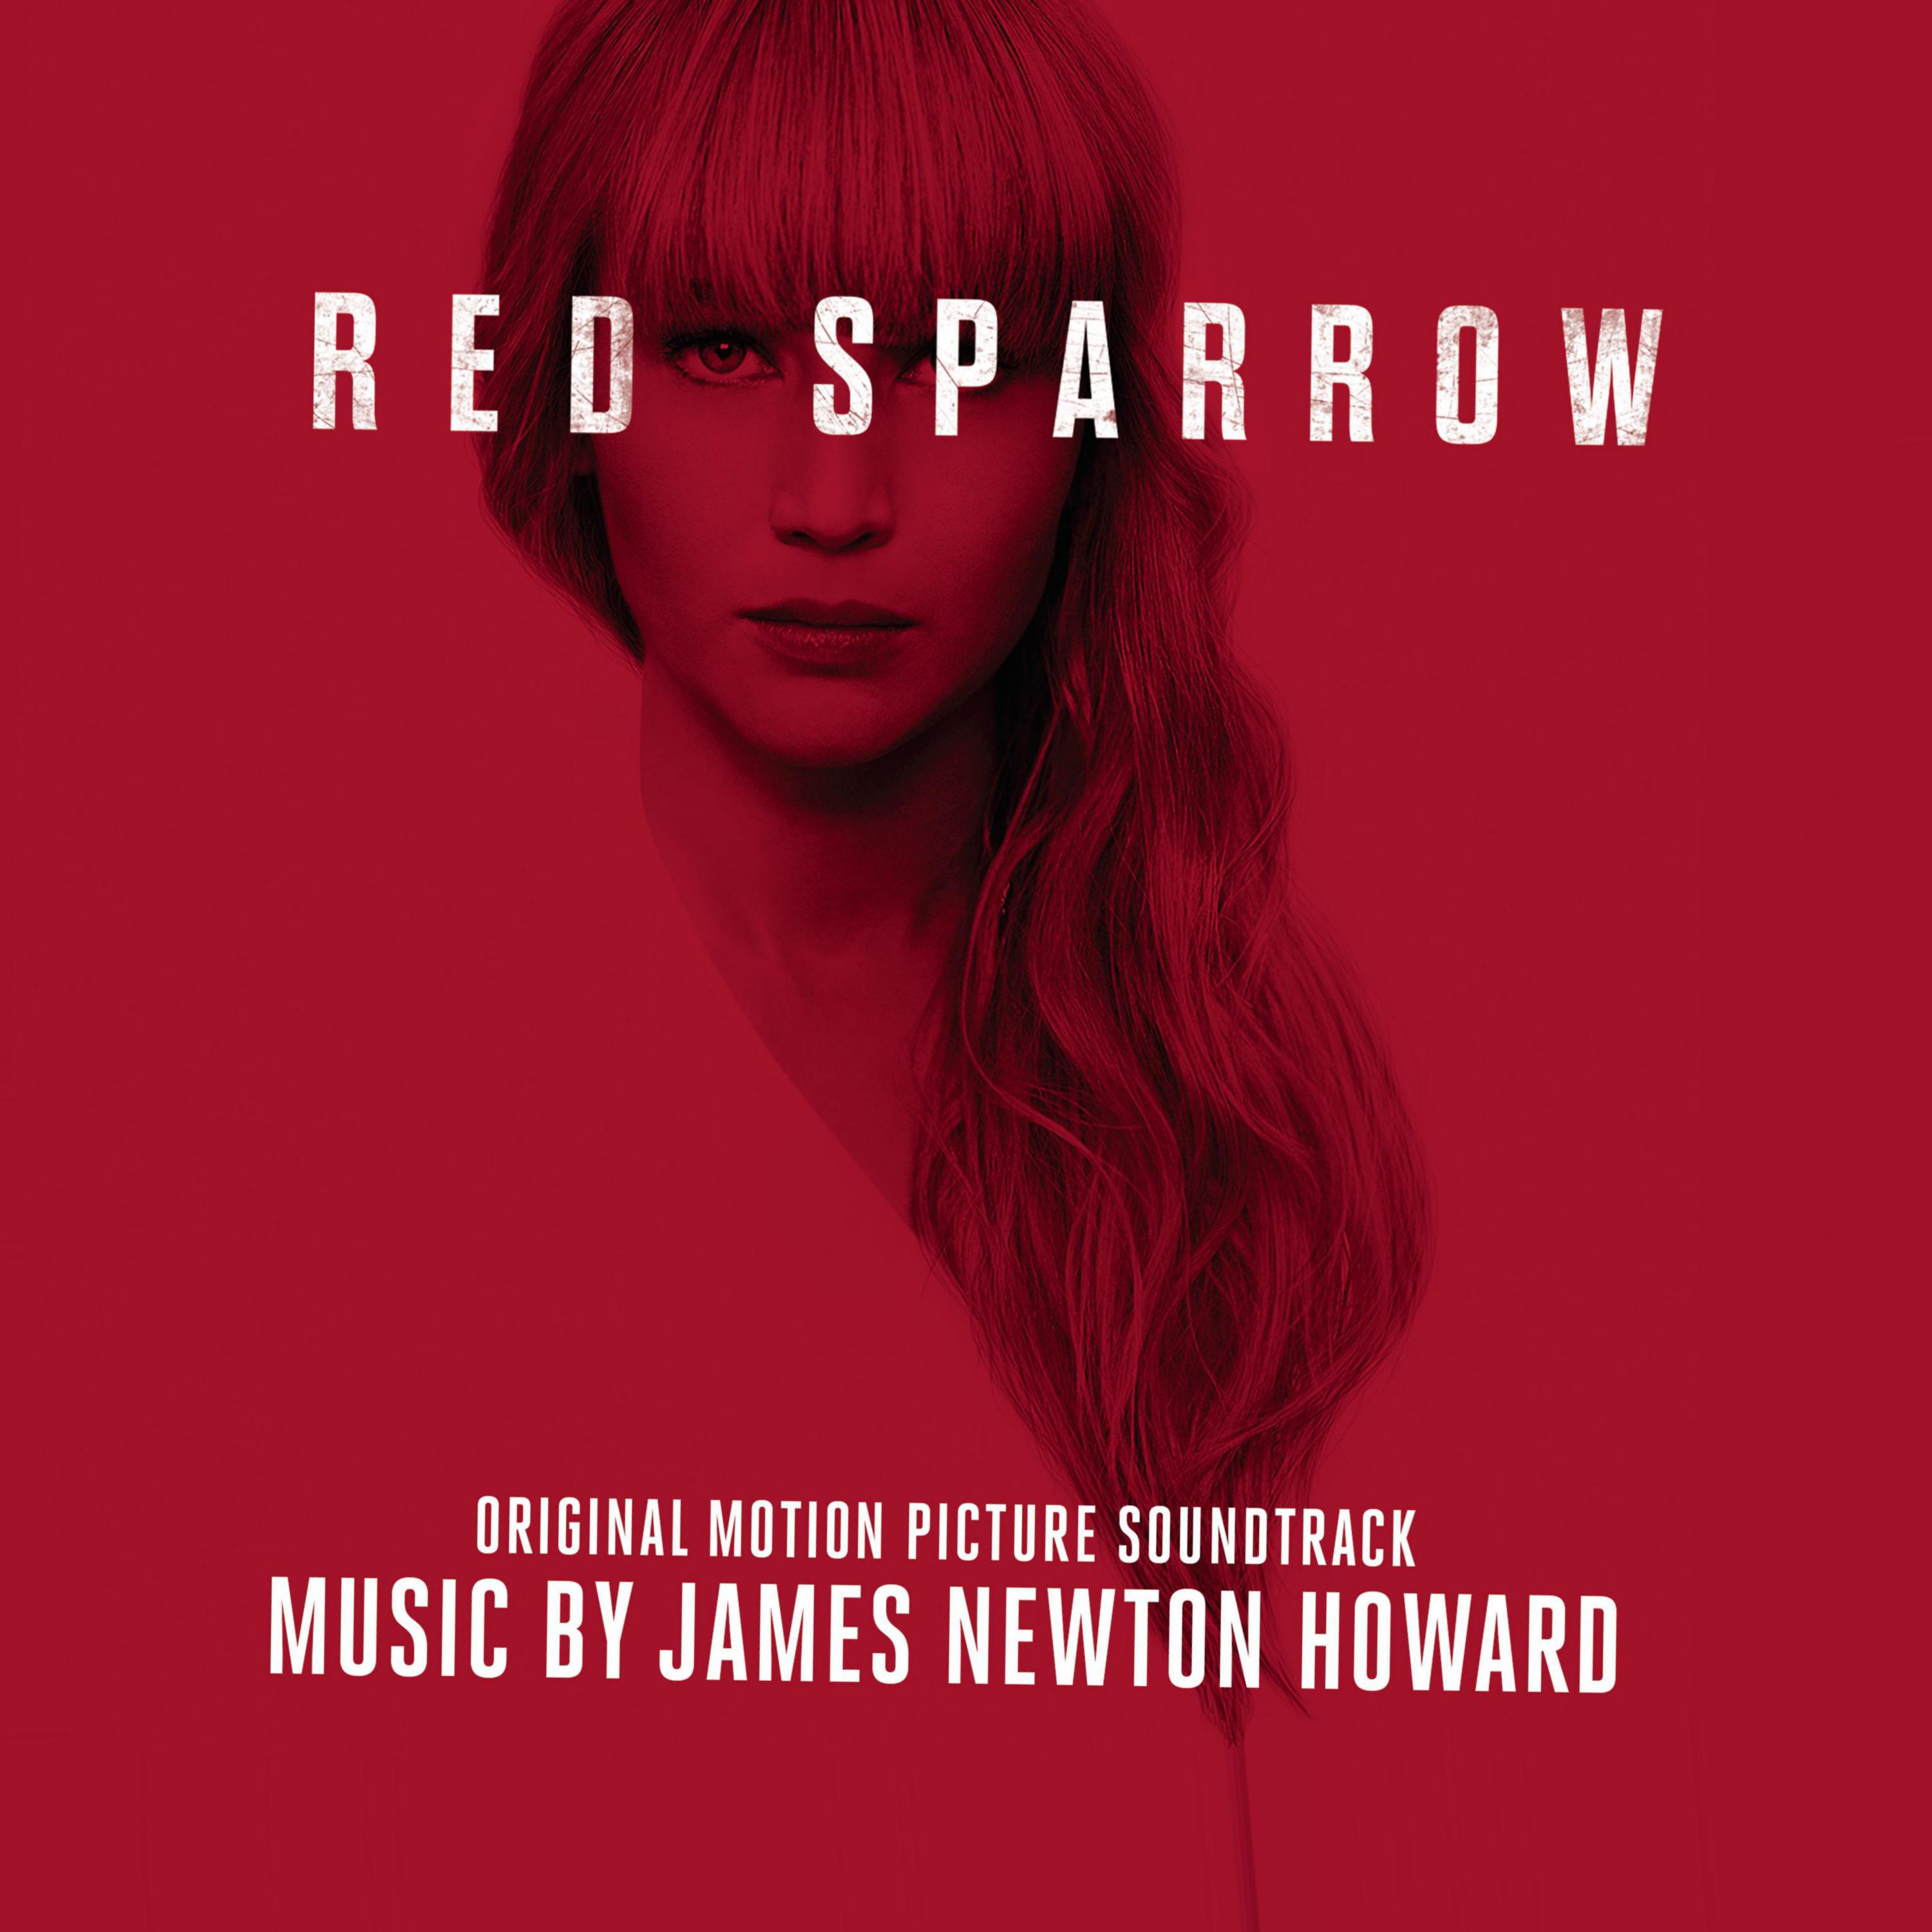 RED SPARROW
ORIGINAL MOTION PICTURE SOUNDTRACK
MUSIC BY JAMES NEWTON HOWARD